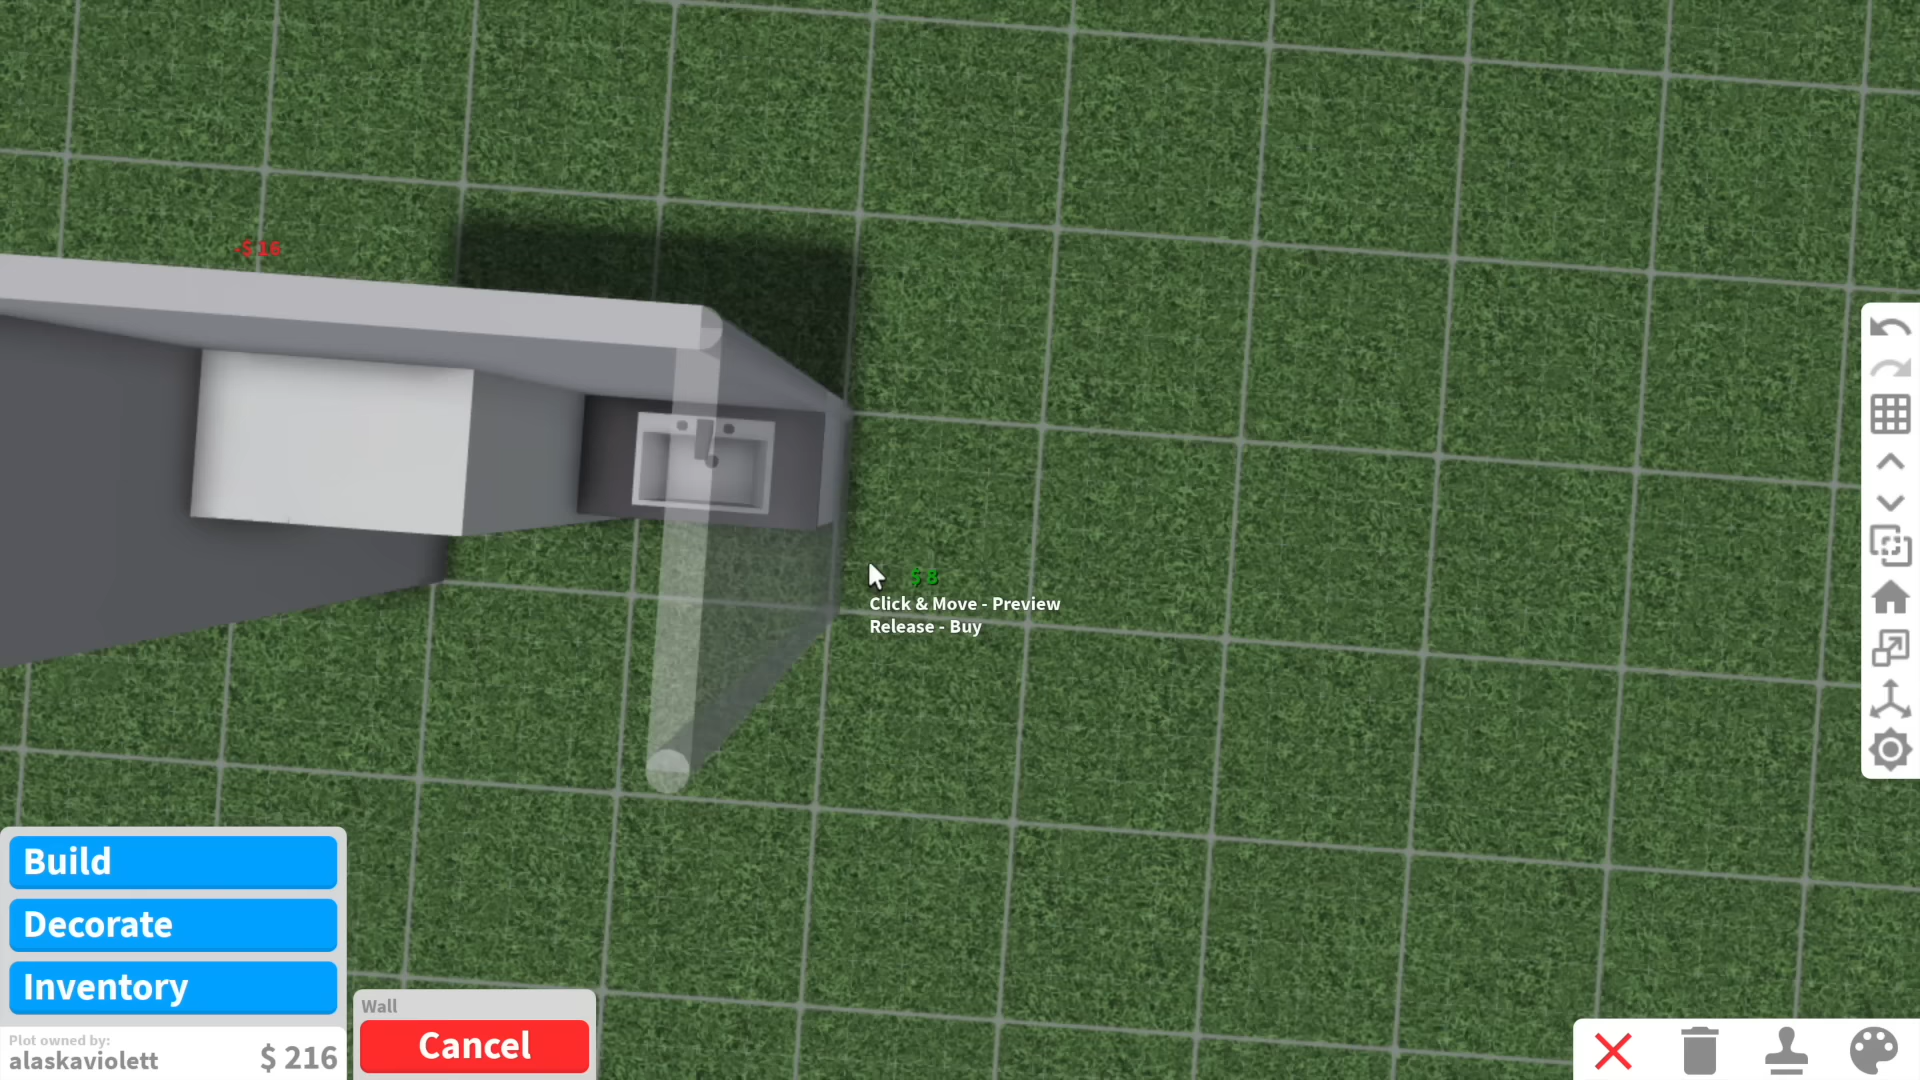 -$ 16
$ 8
Click & Move - Preview
Release - Buy
Build
Decorate
Inventory
Plot owned by:
alaskaviolett
$ 216
Wall
Cancel